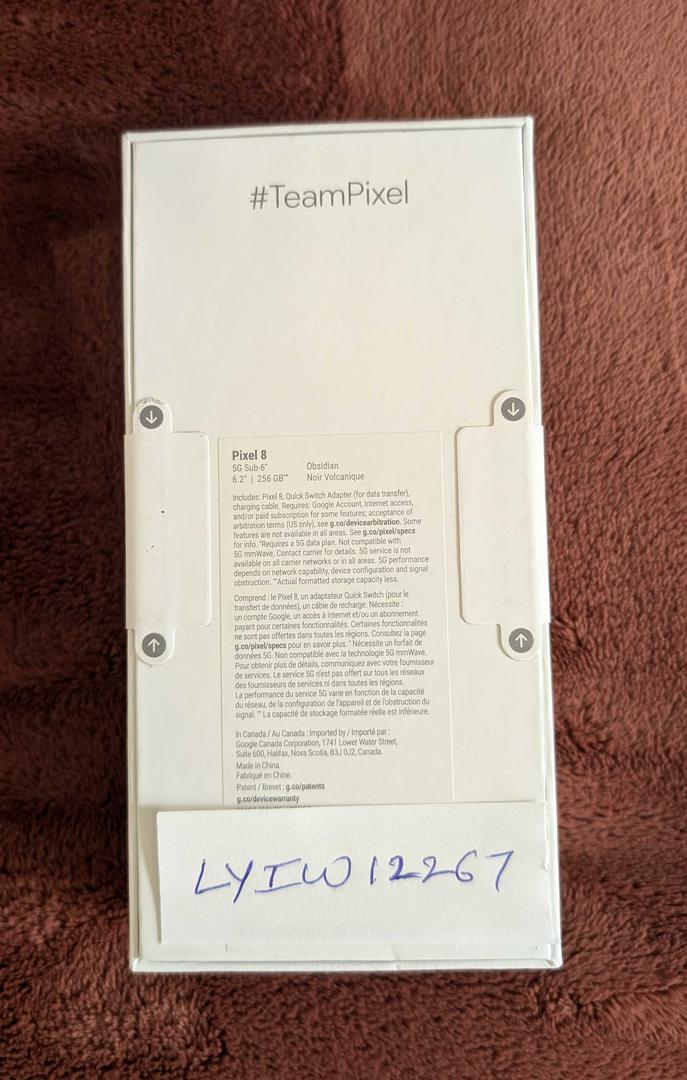 #TeamPixel
Pixel 8
5G Sub-6* Obsidian
6.2" | 256 GB** Noir Volcanique
Includes: Pixel 8, Quick Switch Adapter (for data transfer),
charging cable. Requires: Google Account, internet access,
and/or paid subscription for some features; acceptance of
arbitration terms (US only), see g.co/devicearbitration. Some
features are not available in all areas. See g.co/pixel/specs
for info. *Requires a 5G data plan. Not compatible with
5G mmWave. Contact carrier for details. 5G service is not
available on all carrier networks or in all areas. 5G performance
depends on network capability, device configuration and signal
obstruction. **Actual formatted storage capacity less.
Comprend : le Pixel 8, un adaptateur Quick Switch (pour le
transfert de données), un câble de recharge. Nécessite :
un compte Google, un accès à Internet et/ou un abonnement
payant pour certaines fonctionnalités. Certaines fonctionnalités
ne sont pas offertes dans toutes les régions. Consultez la page
g.co/pixel/specs pour en savoir plus. * Nécessite un forfait de
données 5G. Non compatible avec la technologie 5G mmWave.
Pour obtenir plus de détails, communiquez avec votre fournisseur
de services. Le service 5G n'est pas offert sur tous les réseaux
des fournisseurs de services ni dans toutes les régions.
La performance du service 5G varie en fonction de la capacité
du réseau, de la configuration de l'appareil et de l'obstruction du
signal. ** La capacité de stockage formatée réelle est inférieure.
In Canada / Au Canada : Imported by / Importé par :
Google Canada Corporation, 1741 Lower Water Street,
Suite 600, Halifax, Nova Scotia, B3J 0J2, Canada.
Made in China.
Fabriqué en Chine.
Patent / Brevet : g.co/patents
g.co/devicewarranty
LYIW12267